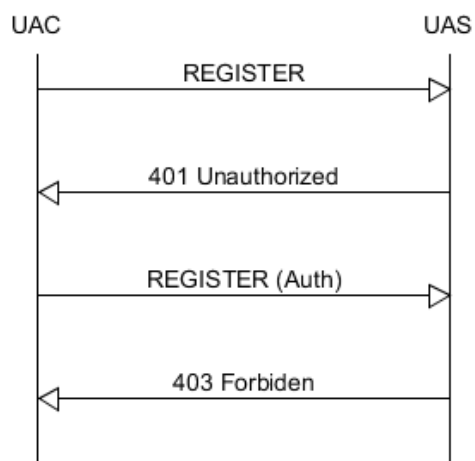 UAC UAS
REGISTER
401 Unauthorized
REGISTER (Auth)
403 Forbiden